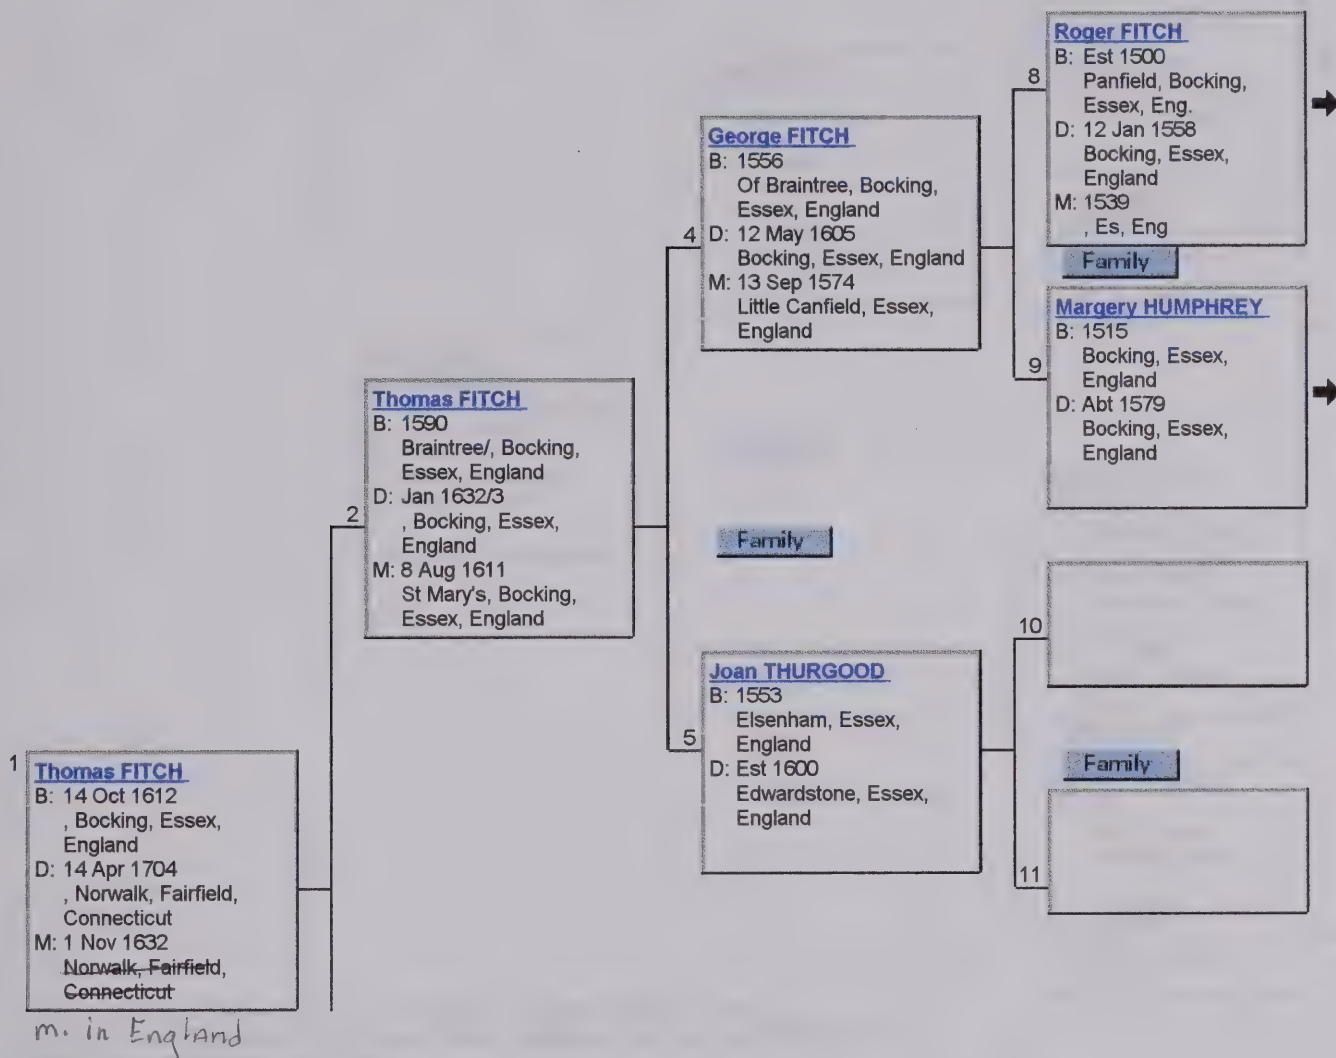 8
Roger FITCH
B: Est 1500
Panfield, Bocking,
Essex, Eng.
D: 12 Jan 1558
Bocking, Essex,
England
M: 1539
, Es, Eng
Family
9
Margery HUMPHREY
B: 1515
Bocking, Essex,
England
D: Abt 1579
Bocking, Essex,
England
4
George FITCH
B: 1556
Of Braintree, Bocking,
Essex, England
D: 12 May 1605
Bocking, Essex, England
M: 13 Sep 1574
Little Canfield, Essex,
England
2
Thomas FITCH
B: 1590
Braintree/, Bocking,
Essex, England
D: Jan 1632/3
, Bocking, Essex,
England
M: 8 Aug 1611
St Mary's, Bocking,
Essex, England
Family
5
Joan THURGOOD
B: 1553
Elsenham, Essex,
England
D: Est 1600
Edwardstone, Essex,
England
10
Family
11
1
Thomas FITCH
B: 14 Oct 1612
, Bocking, Essex,
England
D: 14 Apr 1704
, Norwalk, Fairfield,
Connecticut
M: 1 Nov 1632
Norwalk, Fairfield,
Connecticut
m. in England